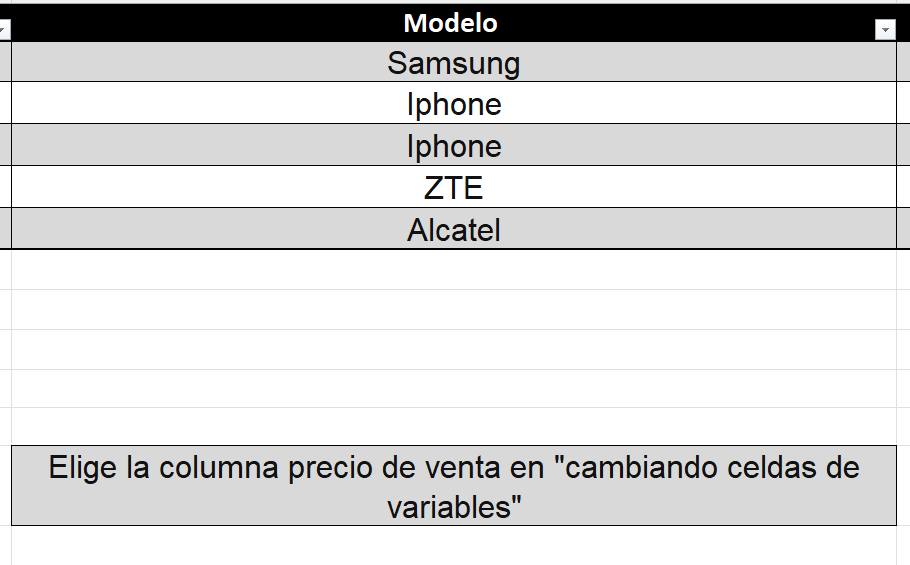 Modelo
Samsung
Iphone
Iphone
ZTE
Alcatel
Elige la columna precio de venta en "cambiando celdas de
variables"